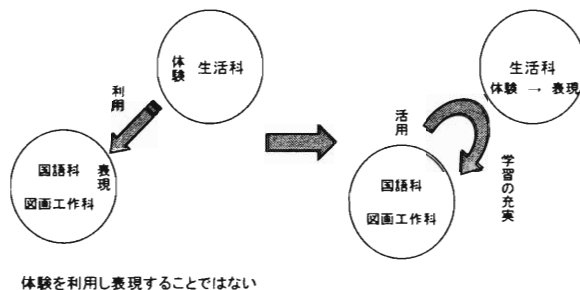 体験
生活科
利用
国語科
表現
図画工作科
生活科
体験 → 表現
活用
学習の充実
国語科
図画工作科
体験を利用し表現することではない